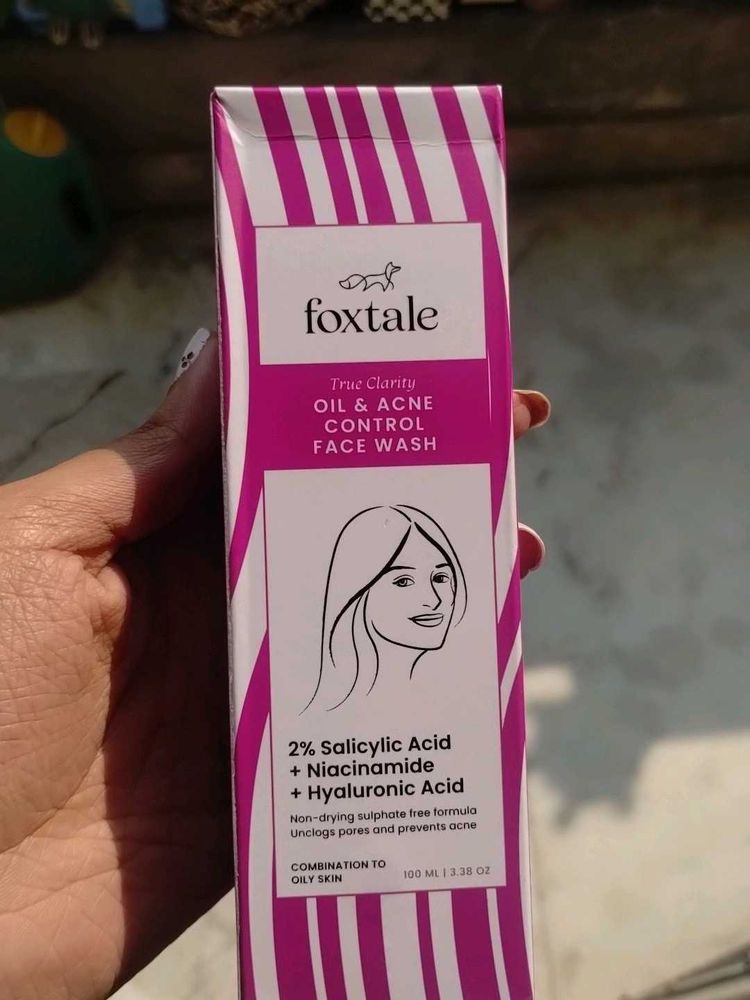 foxtale
True Clarity
OIL & ACNE
CONTROL
FACE WASH
2% Salicylic Acid
+ Niacinamide
+ Hyaluronic Acid
Non-drying sulphate free formula
Unclogs pores and prevents acne
COMBINATION TO
OILY SKIN
100 ML | 3.38 OZ